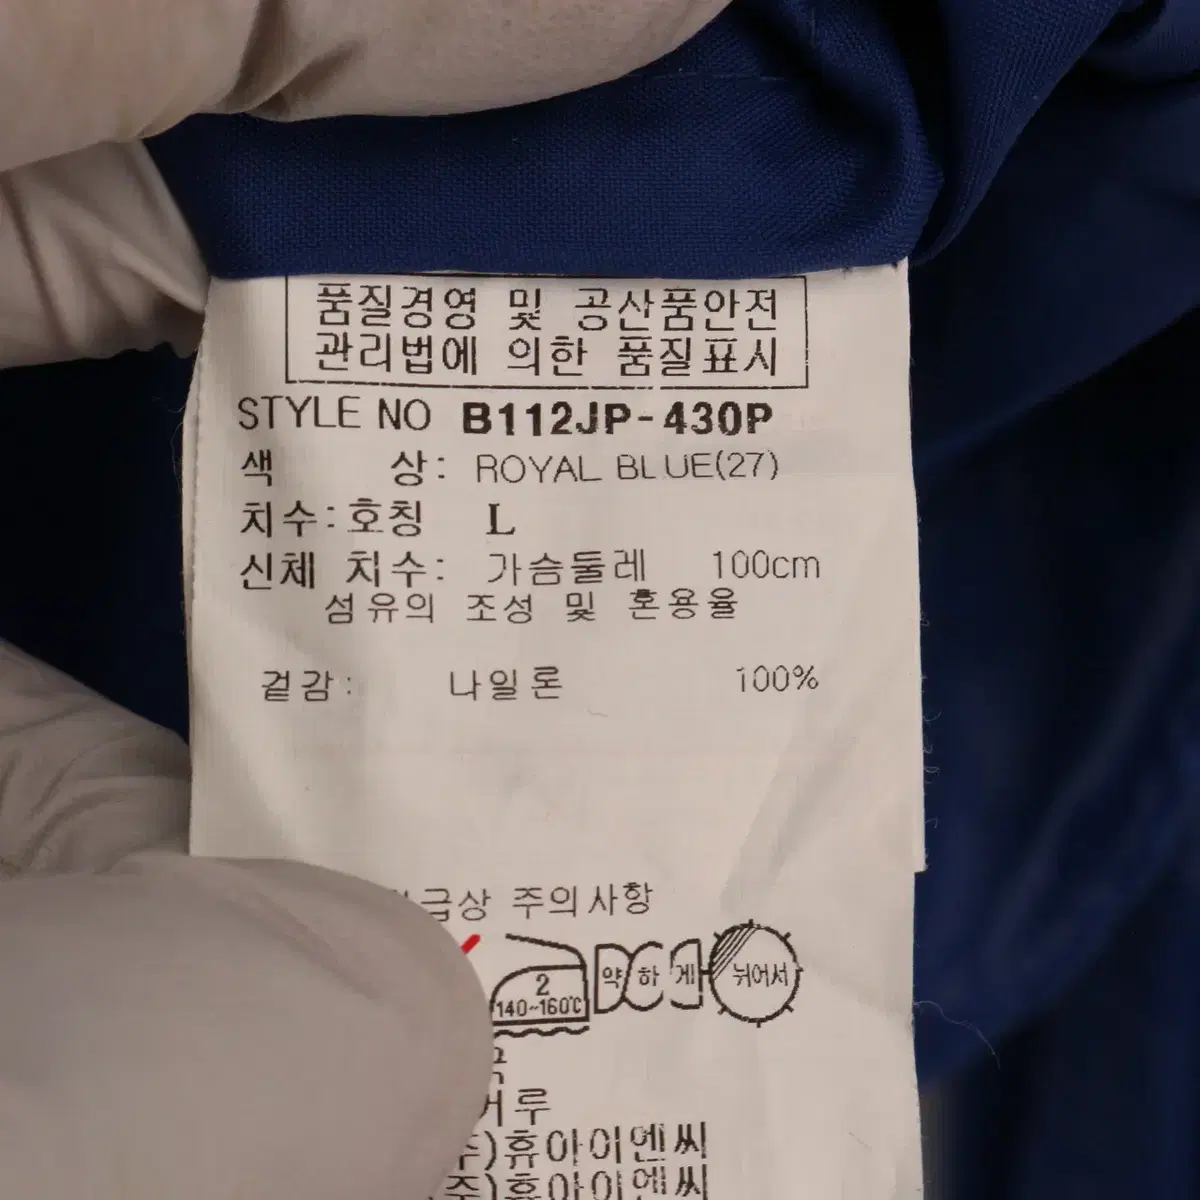 품질경영 및 공산품안전
관리법에 의한 품질표시
STYLE NO B112JP-430P
색 상: ROYAL BLUE(27)
치수:호칭 L
신체 치수: 가슴둘레 100cm
섬유의 조성 및 혼용율
겉감: 나일론 100%
급상 주의사항
2
140~160℃
약 하 게
뉘어서
커루
주)휴아이엔씨
주)휴아이엔씨